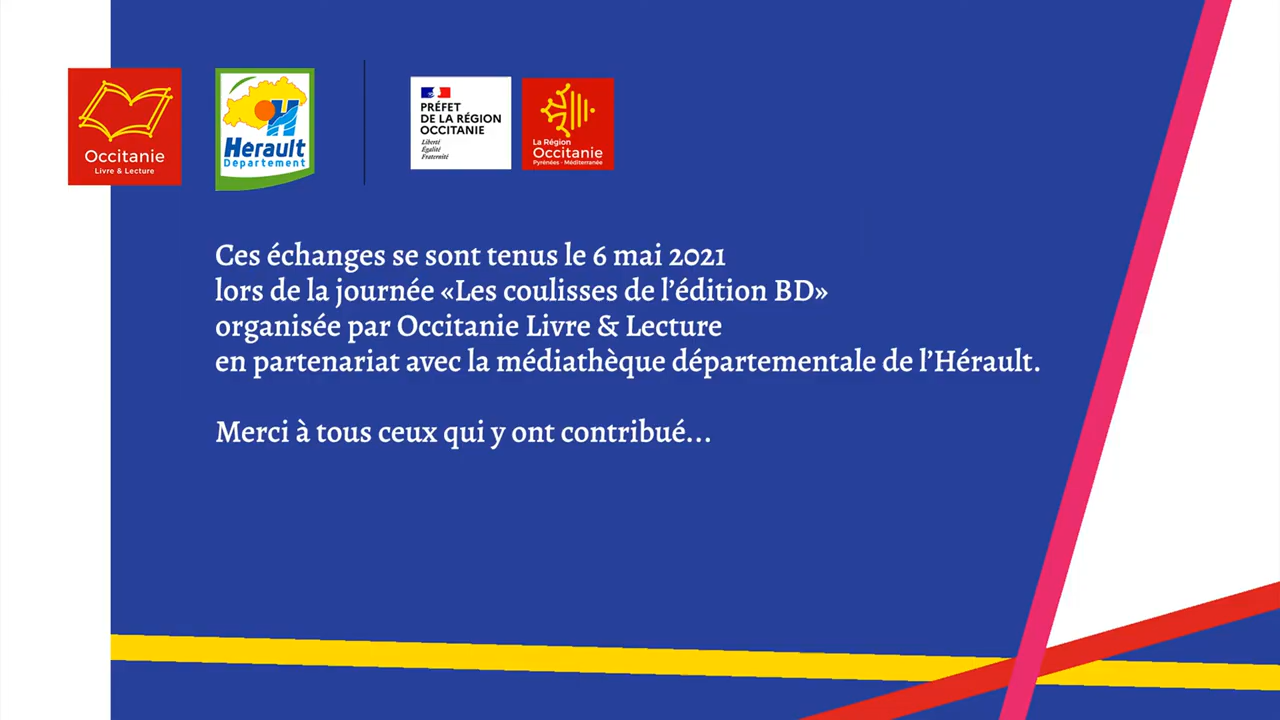 Occitanie
Livre & Lecture
Hérault
Département
PRÉFET
DE LA RÉGION
OCCITANIE
Liberté
Égalité
Fraternité
La Région
Occitanie
Pyrénées - Méditerranée
Ces échanges se sont tenus le 6 mai 2021
lors de la journée «Les coulisses de l’édition BD»
organisée par Occitanie Livre & Lecture
en partenariat avec la médiathèque départementale de l’Hérault.
Merci à tous ceux qui y ont contribué...